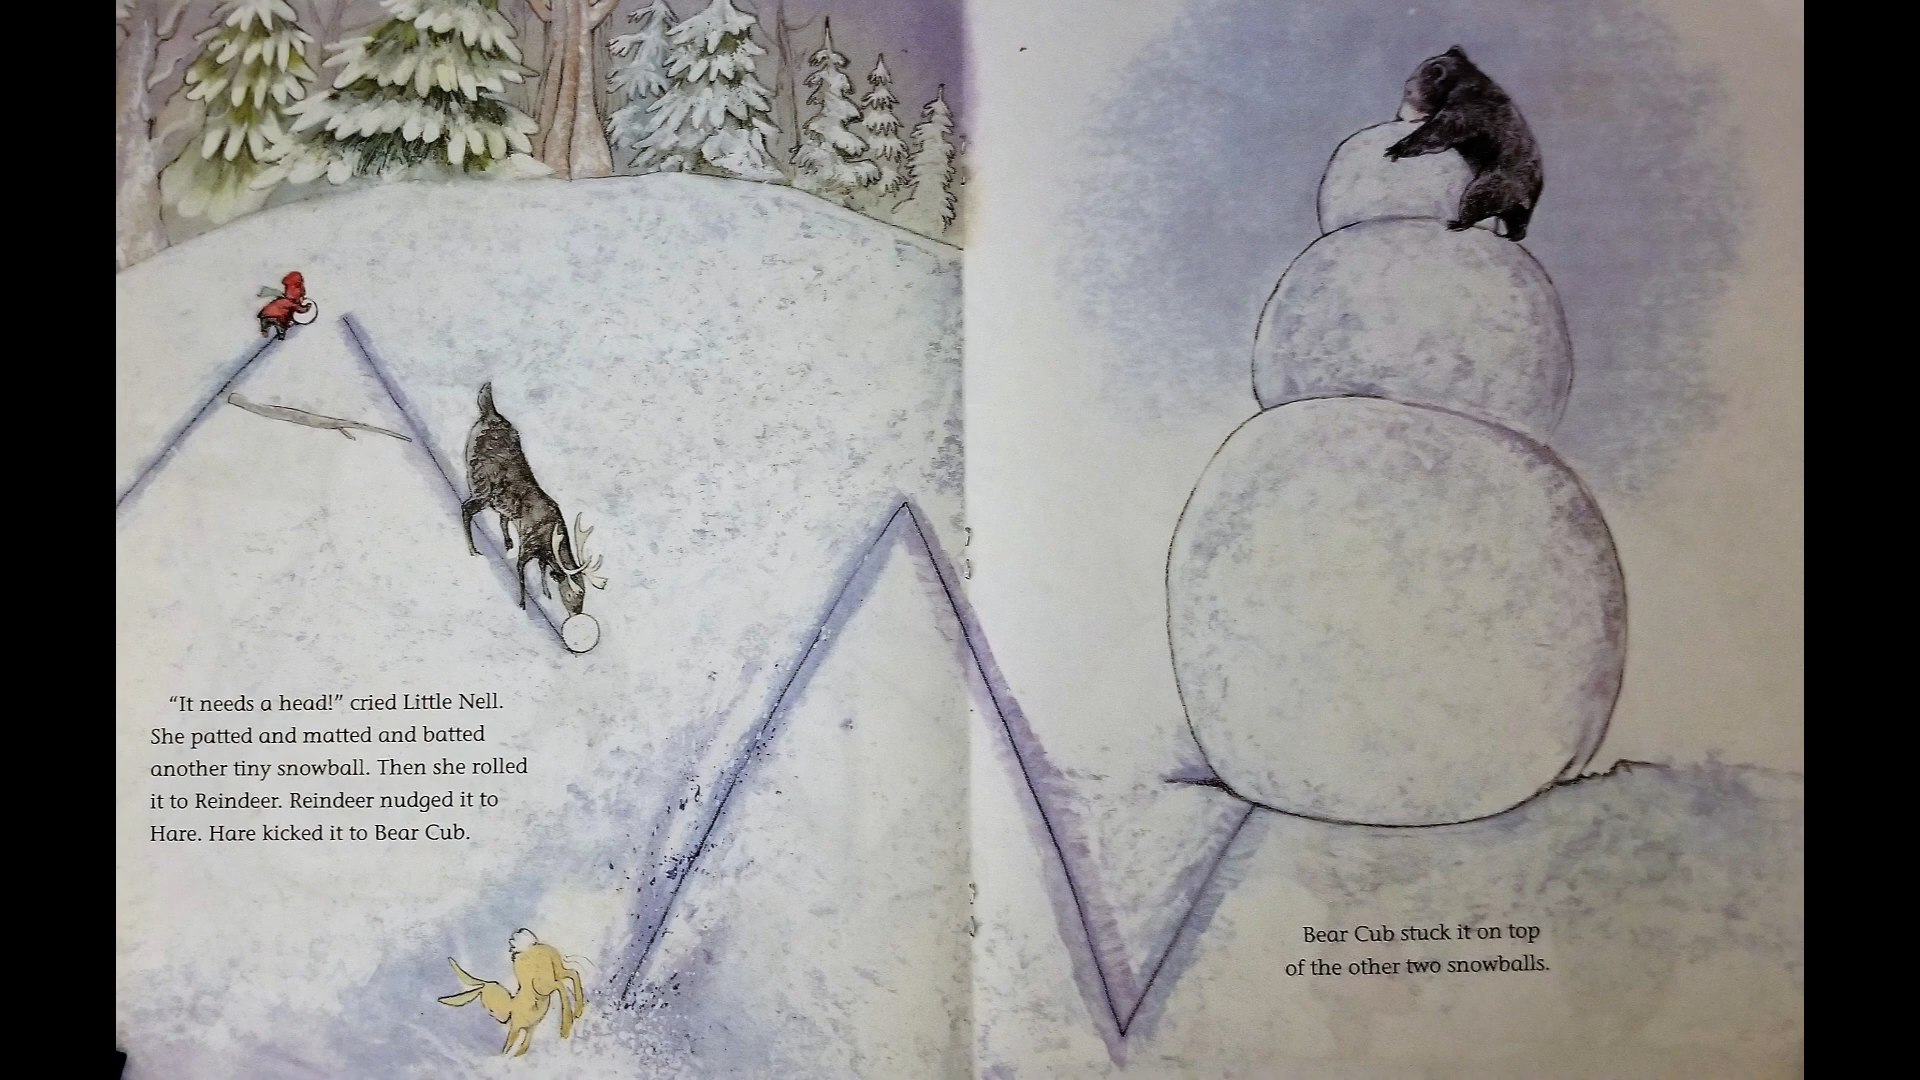 “It needs a head!” cried Little Nell.
She patted and matted and batted
another tiny snowball. Then she rolled
it to Reindeer. Reindeer nudged it to
Hare. Hare kicked it to Bear Cub.
Bear Cub stuck it on top
of the other two snowballs.